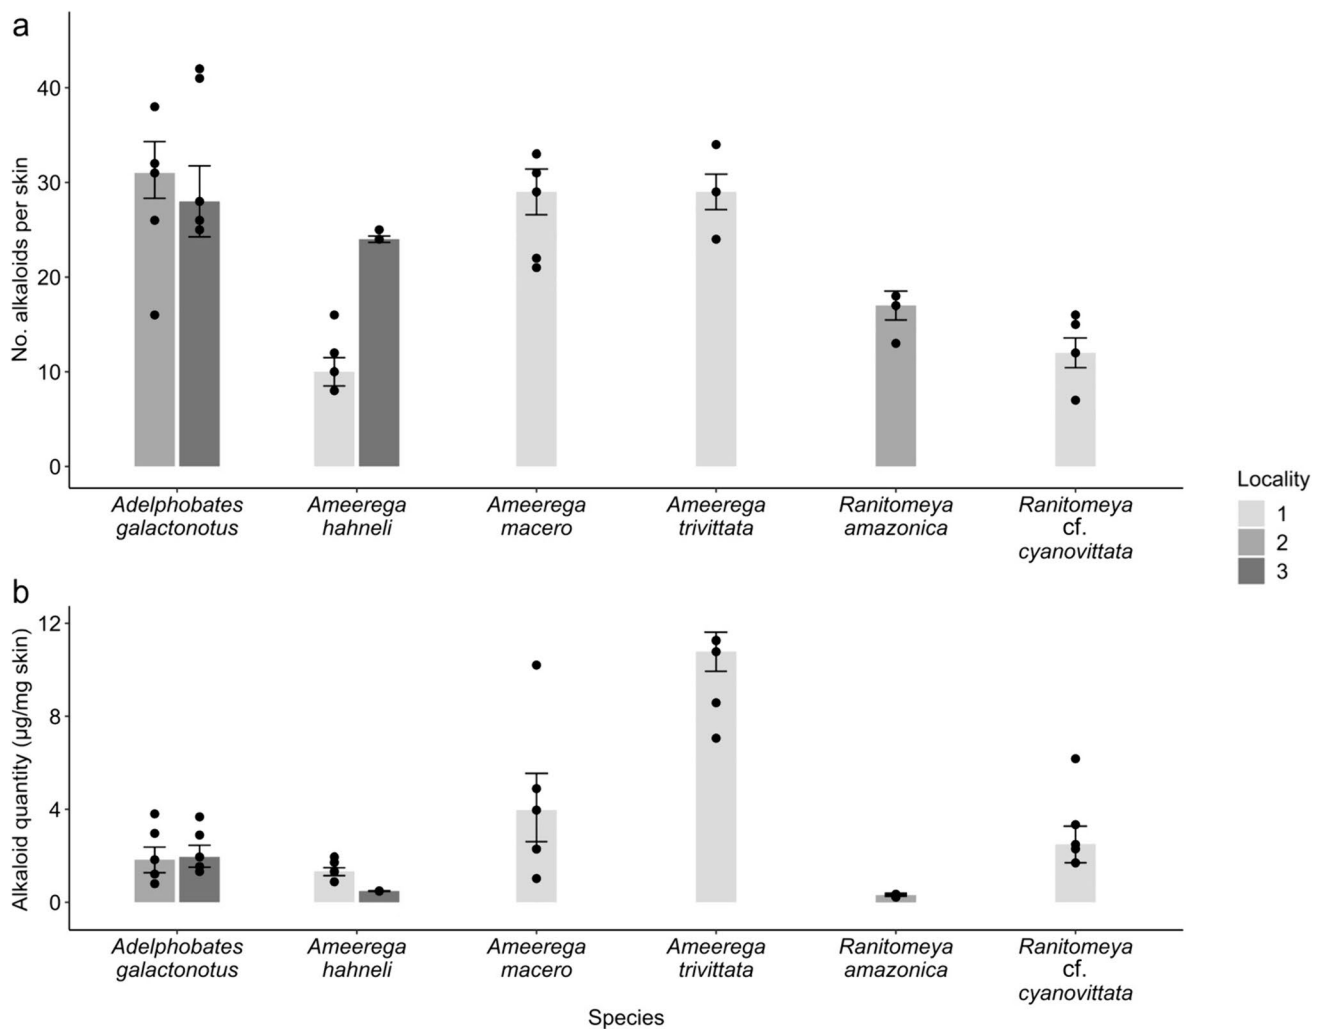 a
No. alkaloids per skin
40
30
20
10
0
Adelphobates
galactonotus
Ameerega
hahneli
Ameerega
macero
Ameerega
trivittata
Ranitomeya
amazonica
Ranitomeya
cf.
cyanovittata
Locality
1
2
3
b
Alkaloid quantity (µg/mg skin)
12
8
4
0
Adelphobates
galactonotus
Ameerega
hahneli
Ameerega
macero
Ameerega
trivittata
Ranitomeya
amazonica
Ranitomeya
cf.
cyanovittata
Species